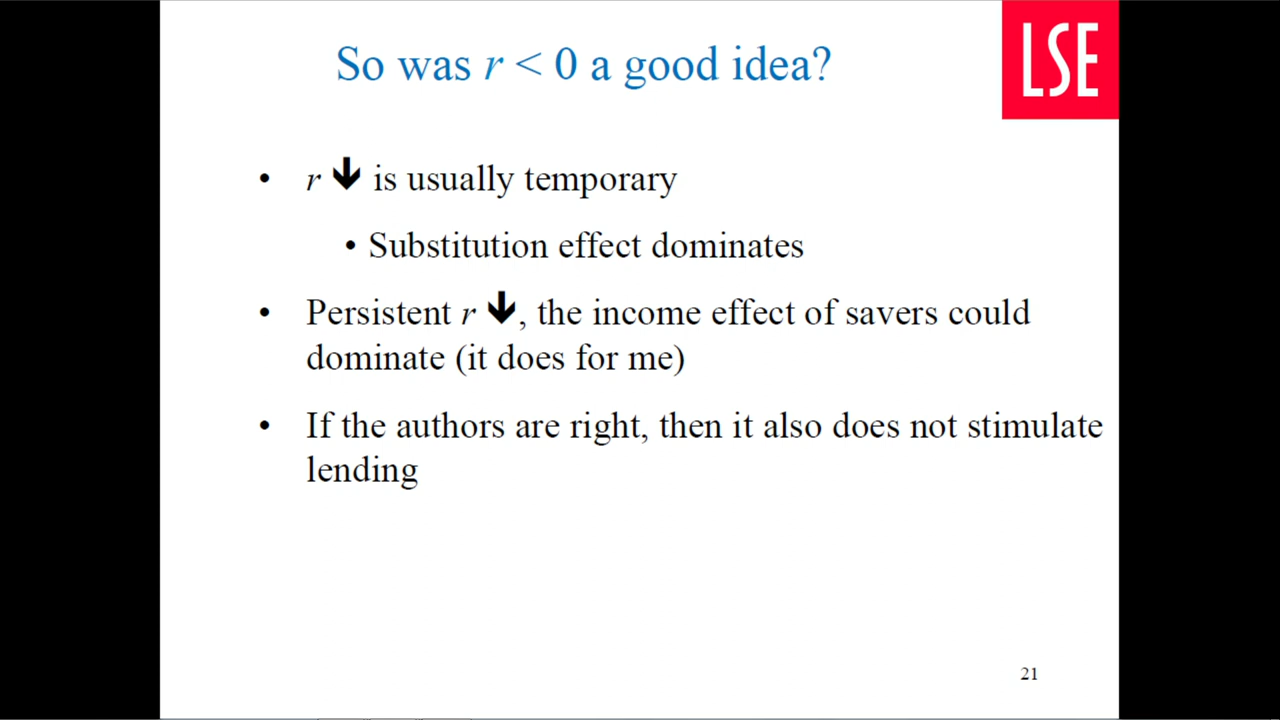 So was r < 0 a good idea?
LSE
• r 🡻 is usually temporary
• Substitution effect dominates
• Persistent r 🡻, the income effect of savers could
dominate (it does for me)
• If the authors are right, then it also does not stimulate
lending
21